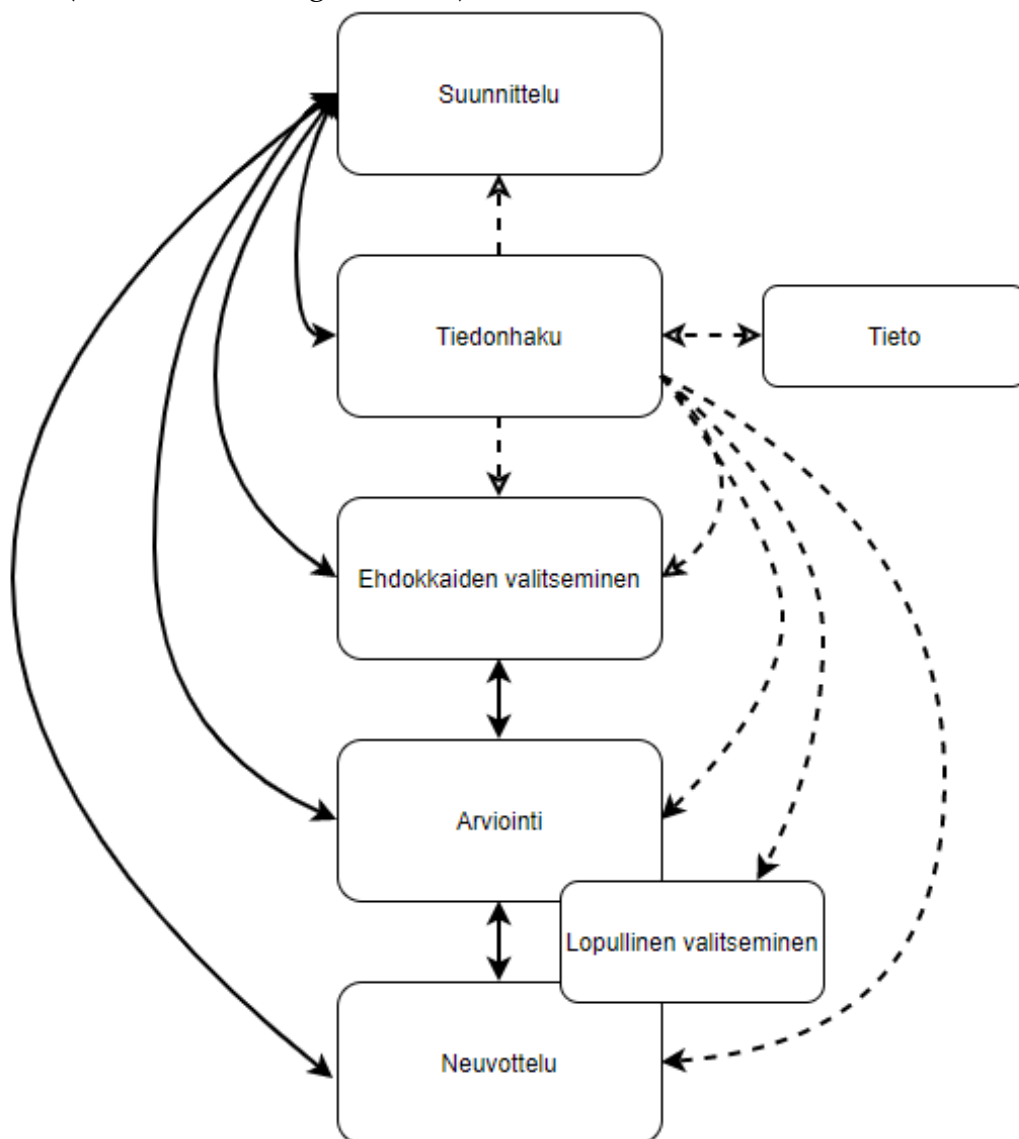 Suunnittelu
Tiedonhaku
Tieto
Ehdokkaiden valitseminen
Arviointi
Lopullinen valitseminen
Neuvottelu